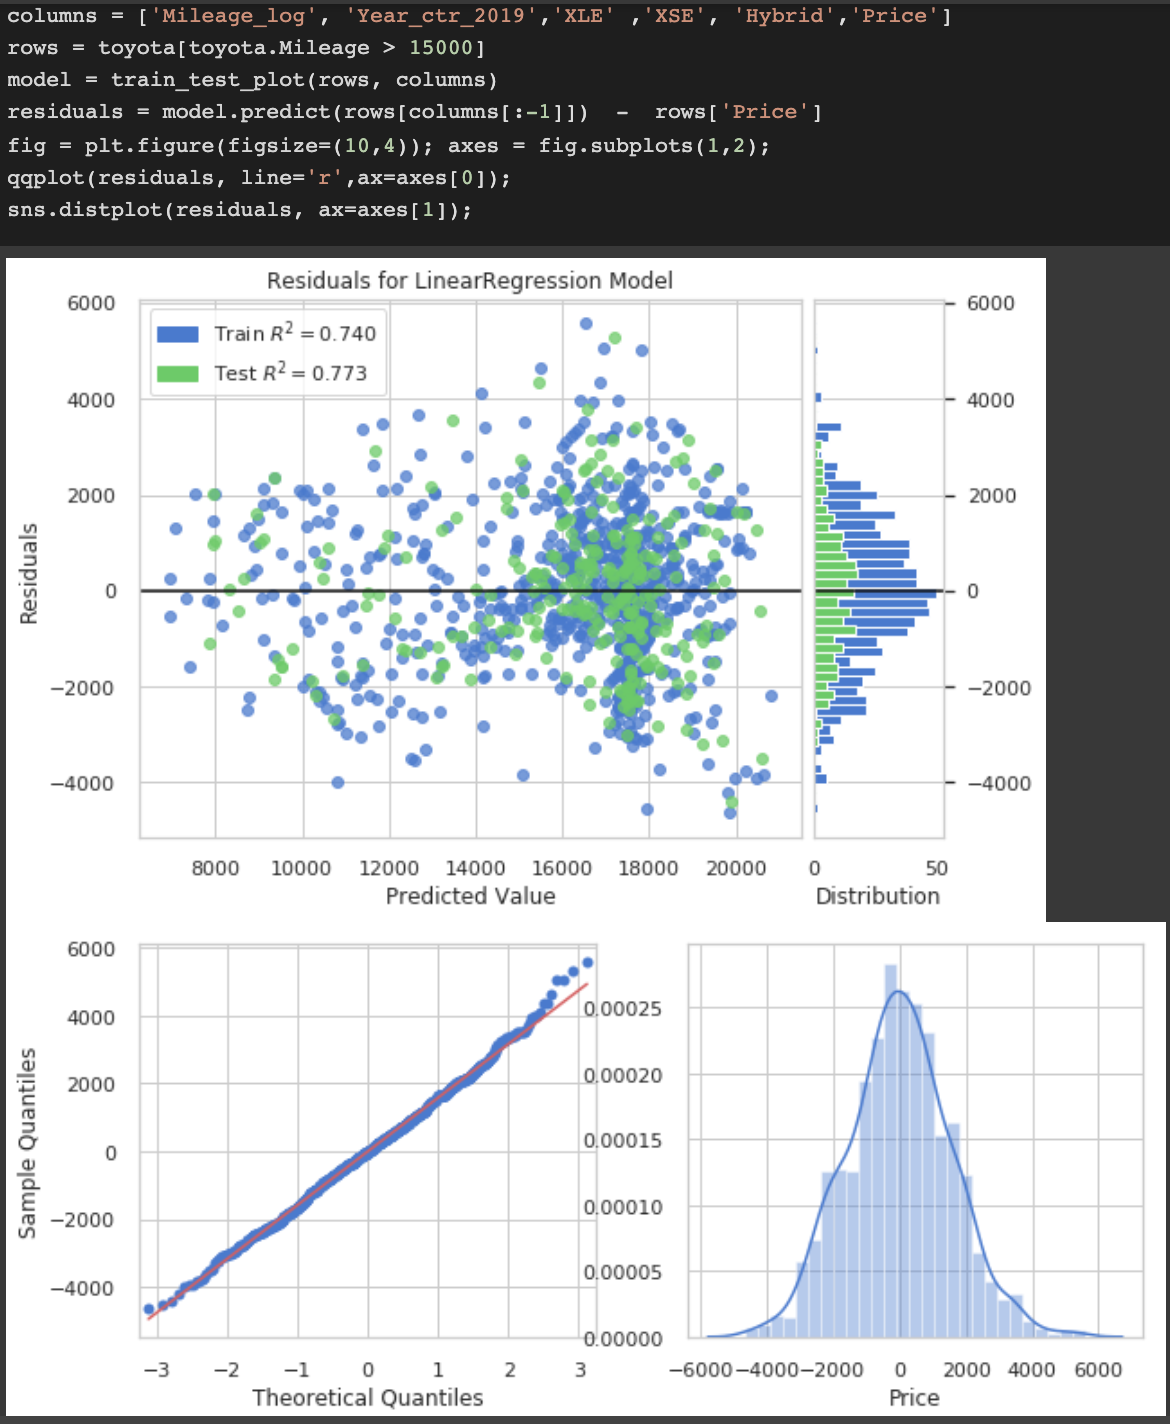 columns = ['Mileage_log', 'Year_ctr_2019','XLE' ,'XSE', 'Hybrid','Price']
rows = toyota[toyota.Mileage > 15000]
model = train_test_plot(rows, columns)
residuals = model.predict(rows[columns[:-1]]) - rows['Price']
fig = plt.figure(figsize=(10,4)); axes = fig.subplots(1,2);
qqplot(residuals, line='r',ax=axes[0]);
sns.distplot(residuals, ax=axes[1]);
Residuals for LinearRegression Model
Train R² = 0.740
Test R² = 0.773
6000
4000
2000
0
−2000
−4000
Residuals
8000 10000 12000 14000 16000 18000 20000
Predicted Value
6000
4000
2000
0
−2000
−4000
0 50
Distribution
6000
4000
2000
0
−2000
−4000
Sample Quantiles
−3 −2 −1 0 1 2 3
Theoretical Quantiles
0.00025
0.00020
0.00015
0.00010
0.00005
0.00000
−6000 −4000 −2000 0 2000 4000 6000
Price